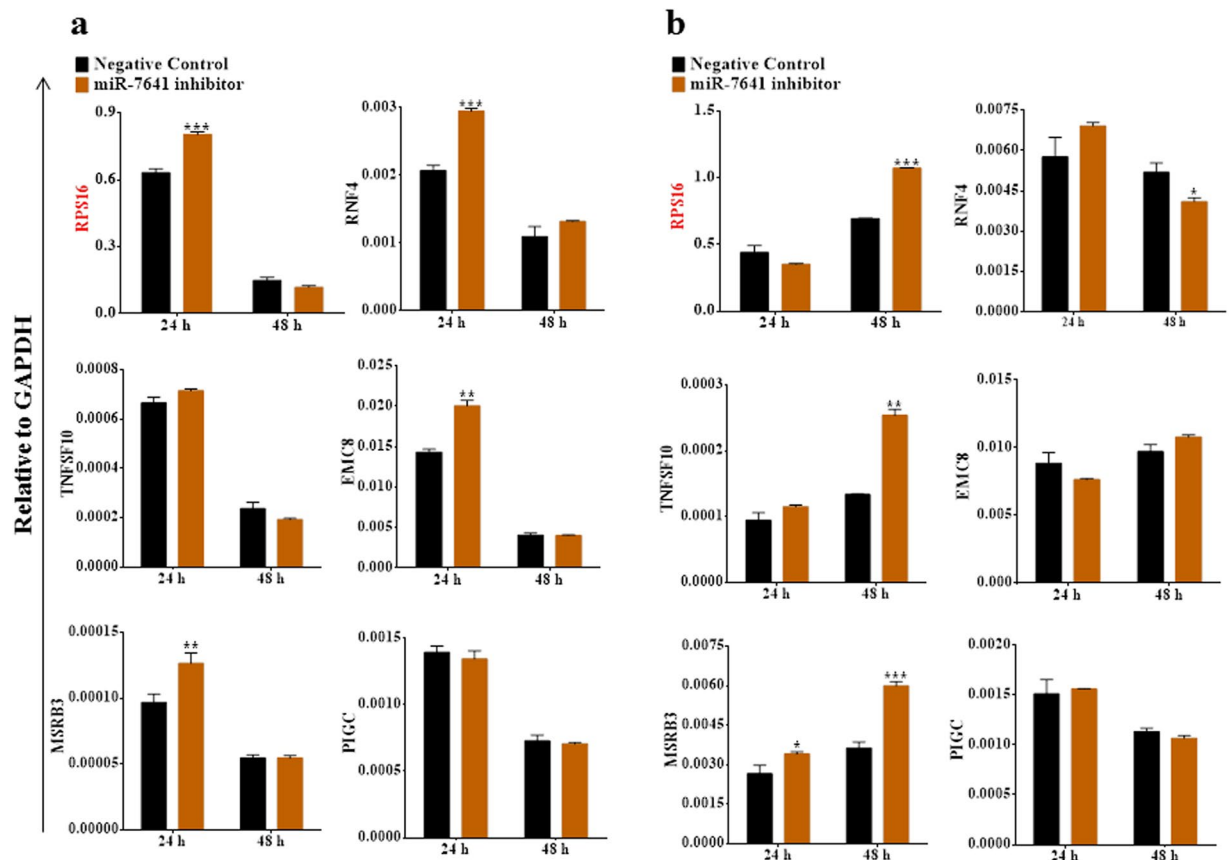 a
Negative Control
miR-7641 inhibitor
Relative to GAPDH
RPS16
0.9
0.6
0.3
0.0
***
24 h
48 h
RNF4
0.003
0.002
0.001
0.000
***
24 h
48 h
TNFSF10
0.0008
0.0006
0.0004
0.0002
0.0000
24 h
48 h
EMC8
0.025
0.020
0.015
0.010
0.005
0.000
**
24 h
48 h
MSRB3
0.00015
0.00010
0.00005
0.00000
**
24 h
48 h
PIGC
0.0015
0.0010
0.0005
0.0000
24 h
48 h
b
Negative Control
miR-7641 inhibitor
RPS16
1.5
1.0
0.5
0.0
***
24 h
48 h
RNF4
0.0075
0.0060
0.0045
0.0030
0.0015
0.0000
*
24 h
48 h
TNFSF10
0.0003
0.0002
0.0001
0.0000
**
24 h
48 h
EMC8
0.015
0.010
0.005
0.000
24 h
48 h
MSRB3
0.0075
0.0060
0.0045
0.0030
0.0015
0.0000
*
***
24 h
48 h
PIGC
0.0020
0.0015
0.0010
0.0005
0.0000
24 h
48 h